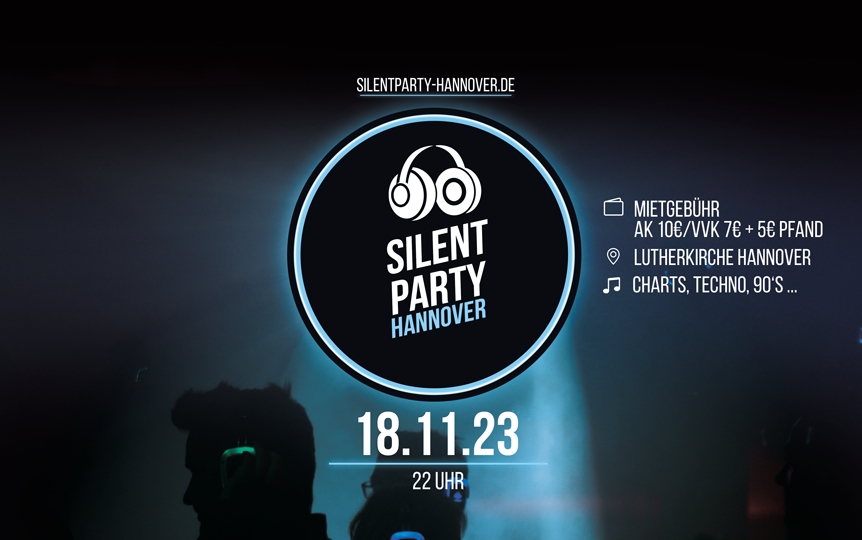 SILENTPARTY-HANNOVER.DE
SILENT
PARTY
HANNOVER
MIETGEBÜHR
AK 10€/VVK 7€ + 5€ PFAND
LUTHERKIRCHE HANNOVER
CHARTS, TECHNO, 90'S ...
18.11.23
22 UHR